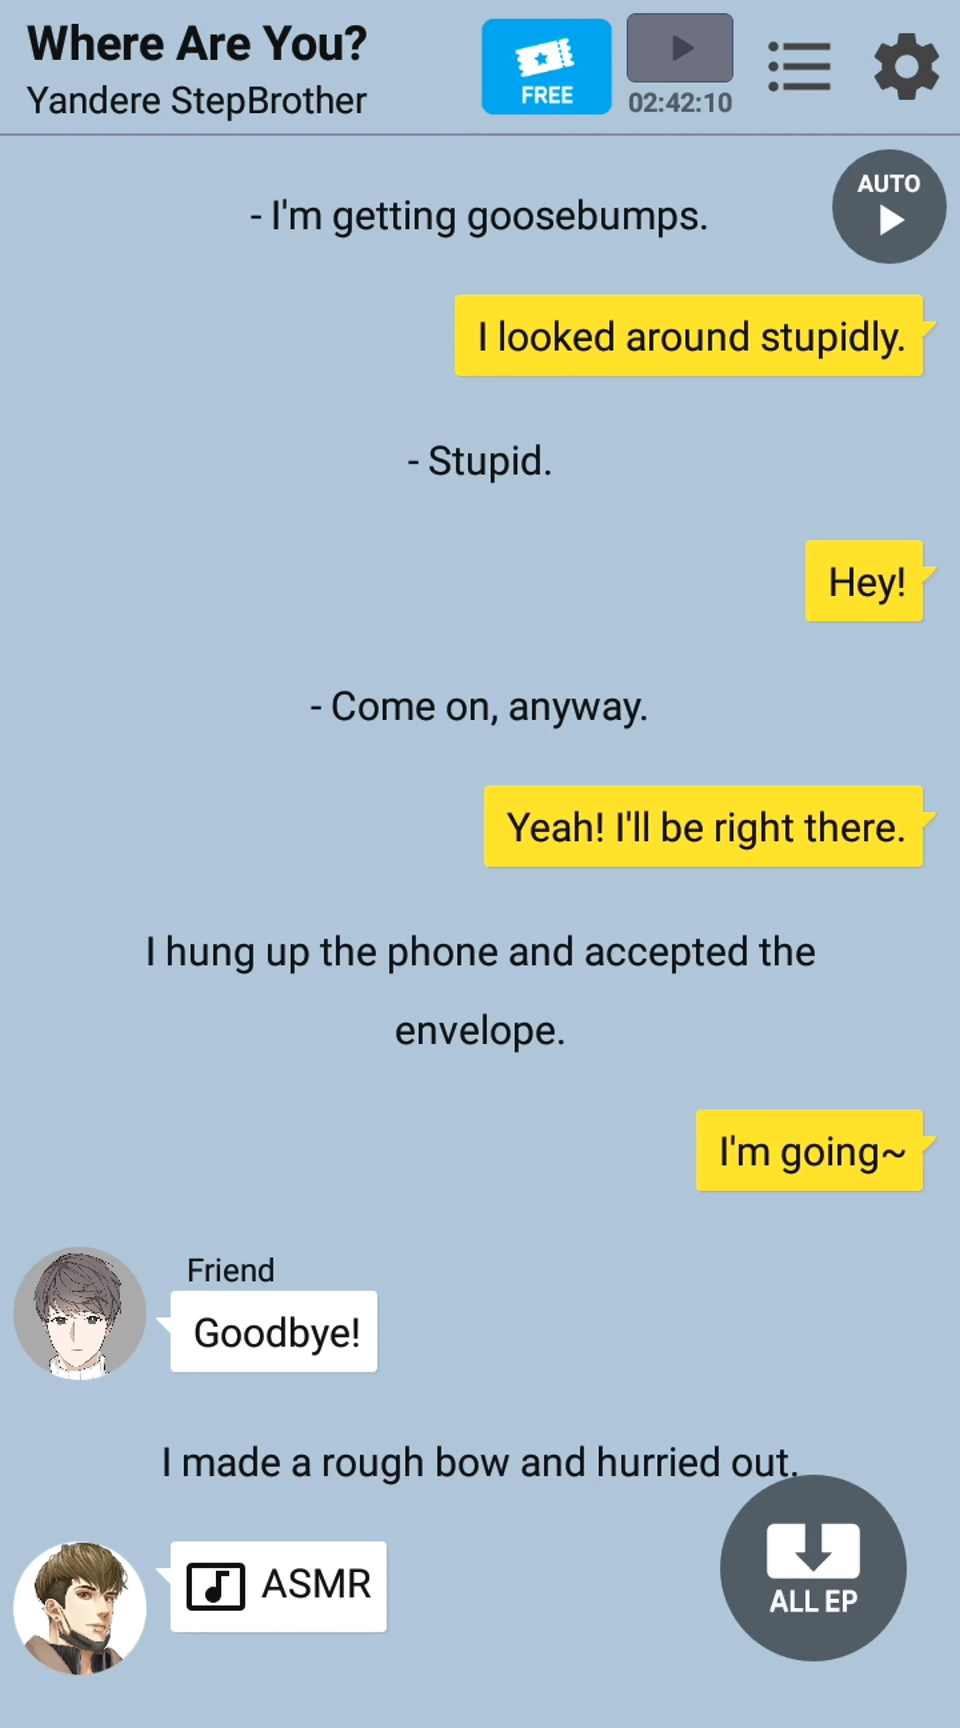 Where Are You?
Yandere StepBrother
FREE
02:42:10
AUTO
- I'm getting goosebumps.
I looked around stupidly.
- Stupid.
Hey!
- Come on, anyway.
Yeah! I'll be right there.
I hung up the phone and accepted the
envelope.
I'm going~
Friend
Goodbye!
I made a rough bow and hurried out.
ASMR
ALL EP